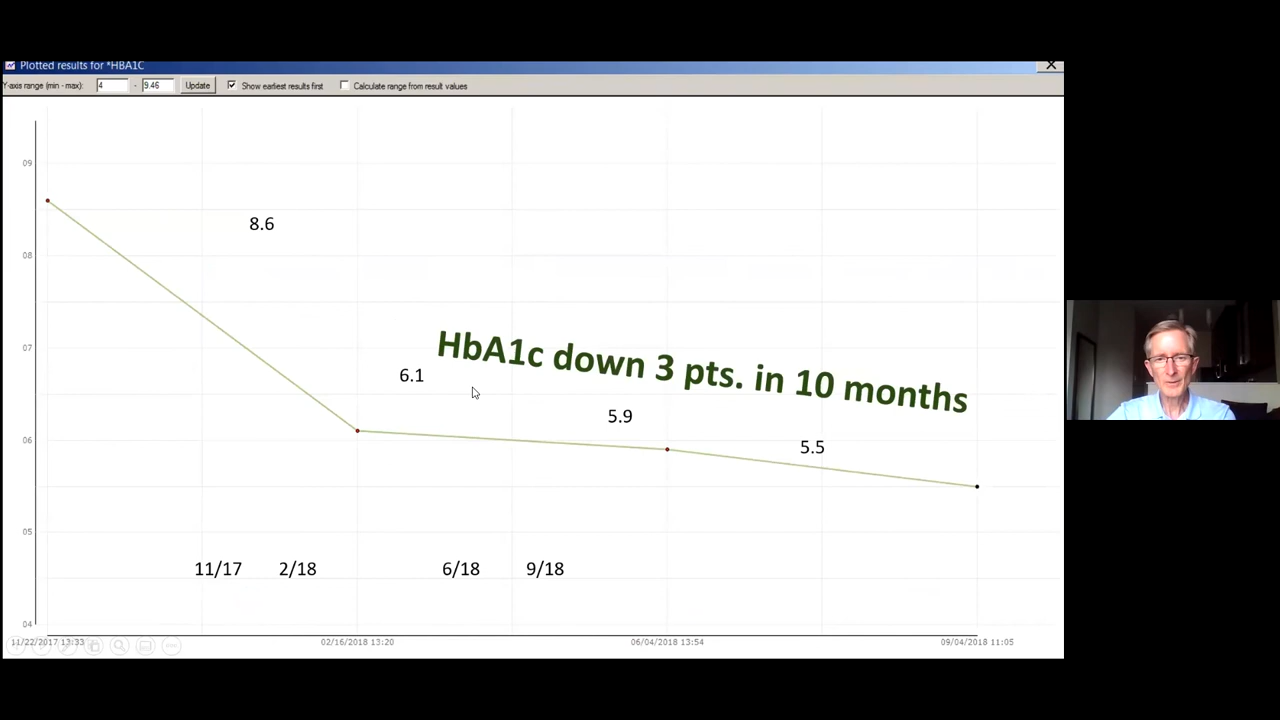 Plotted results for *HBA1C
Y-axis range (min - max): 4 - 9.46 Update Show earliest results first Calculate range from result values
09
8.6
08
07
HbA1c down 3 pts. in 10 months
6.1
5.9
06
5.5
05
11/17 2/18 6/18 9/18
04
11/22/2017 13:33 02/16/2018 13:20 06/04/2018 13:54 09/04/2018 11:05